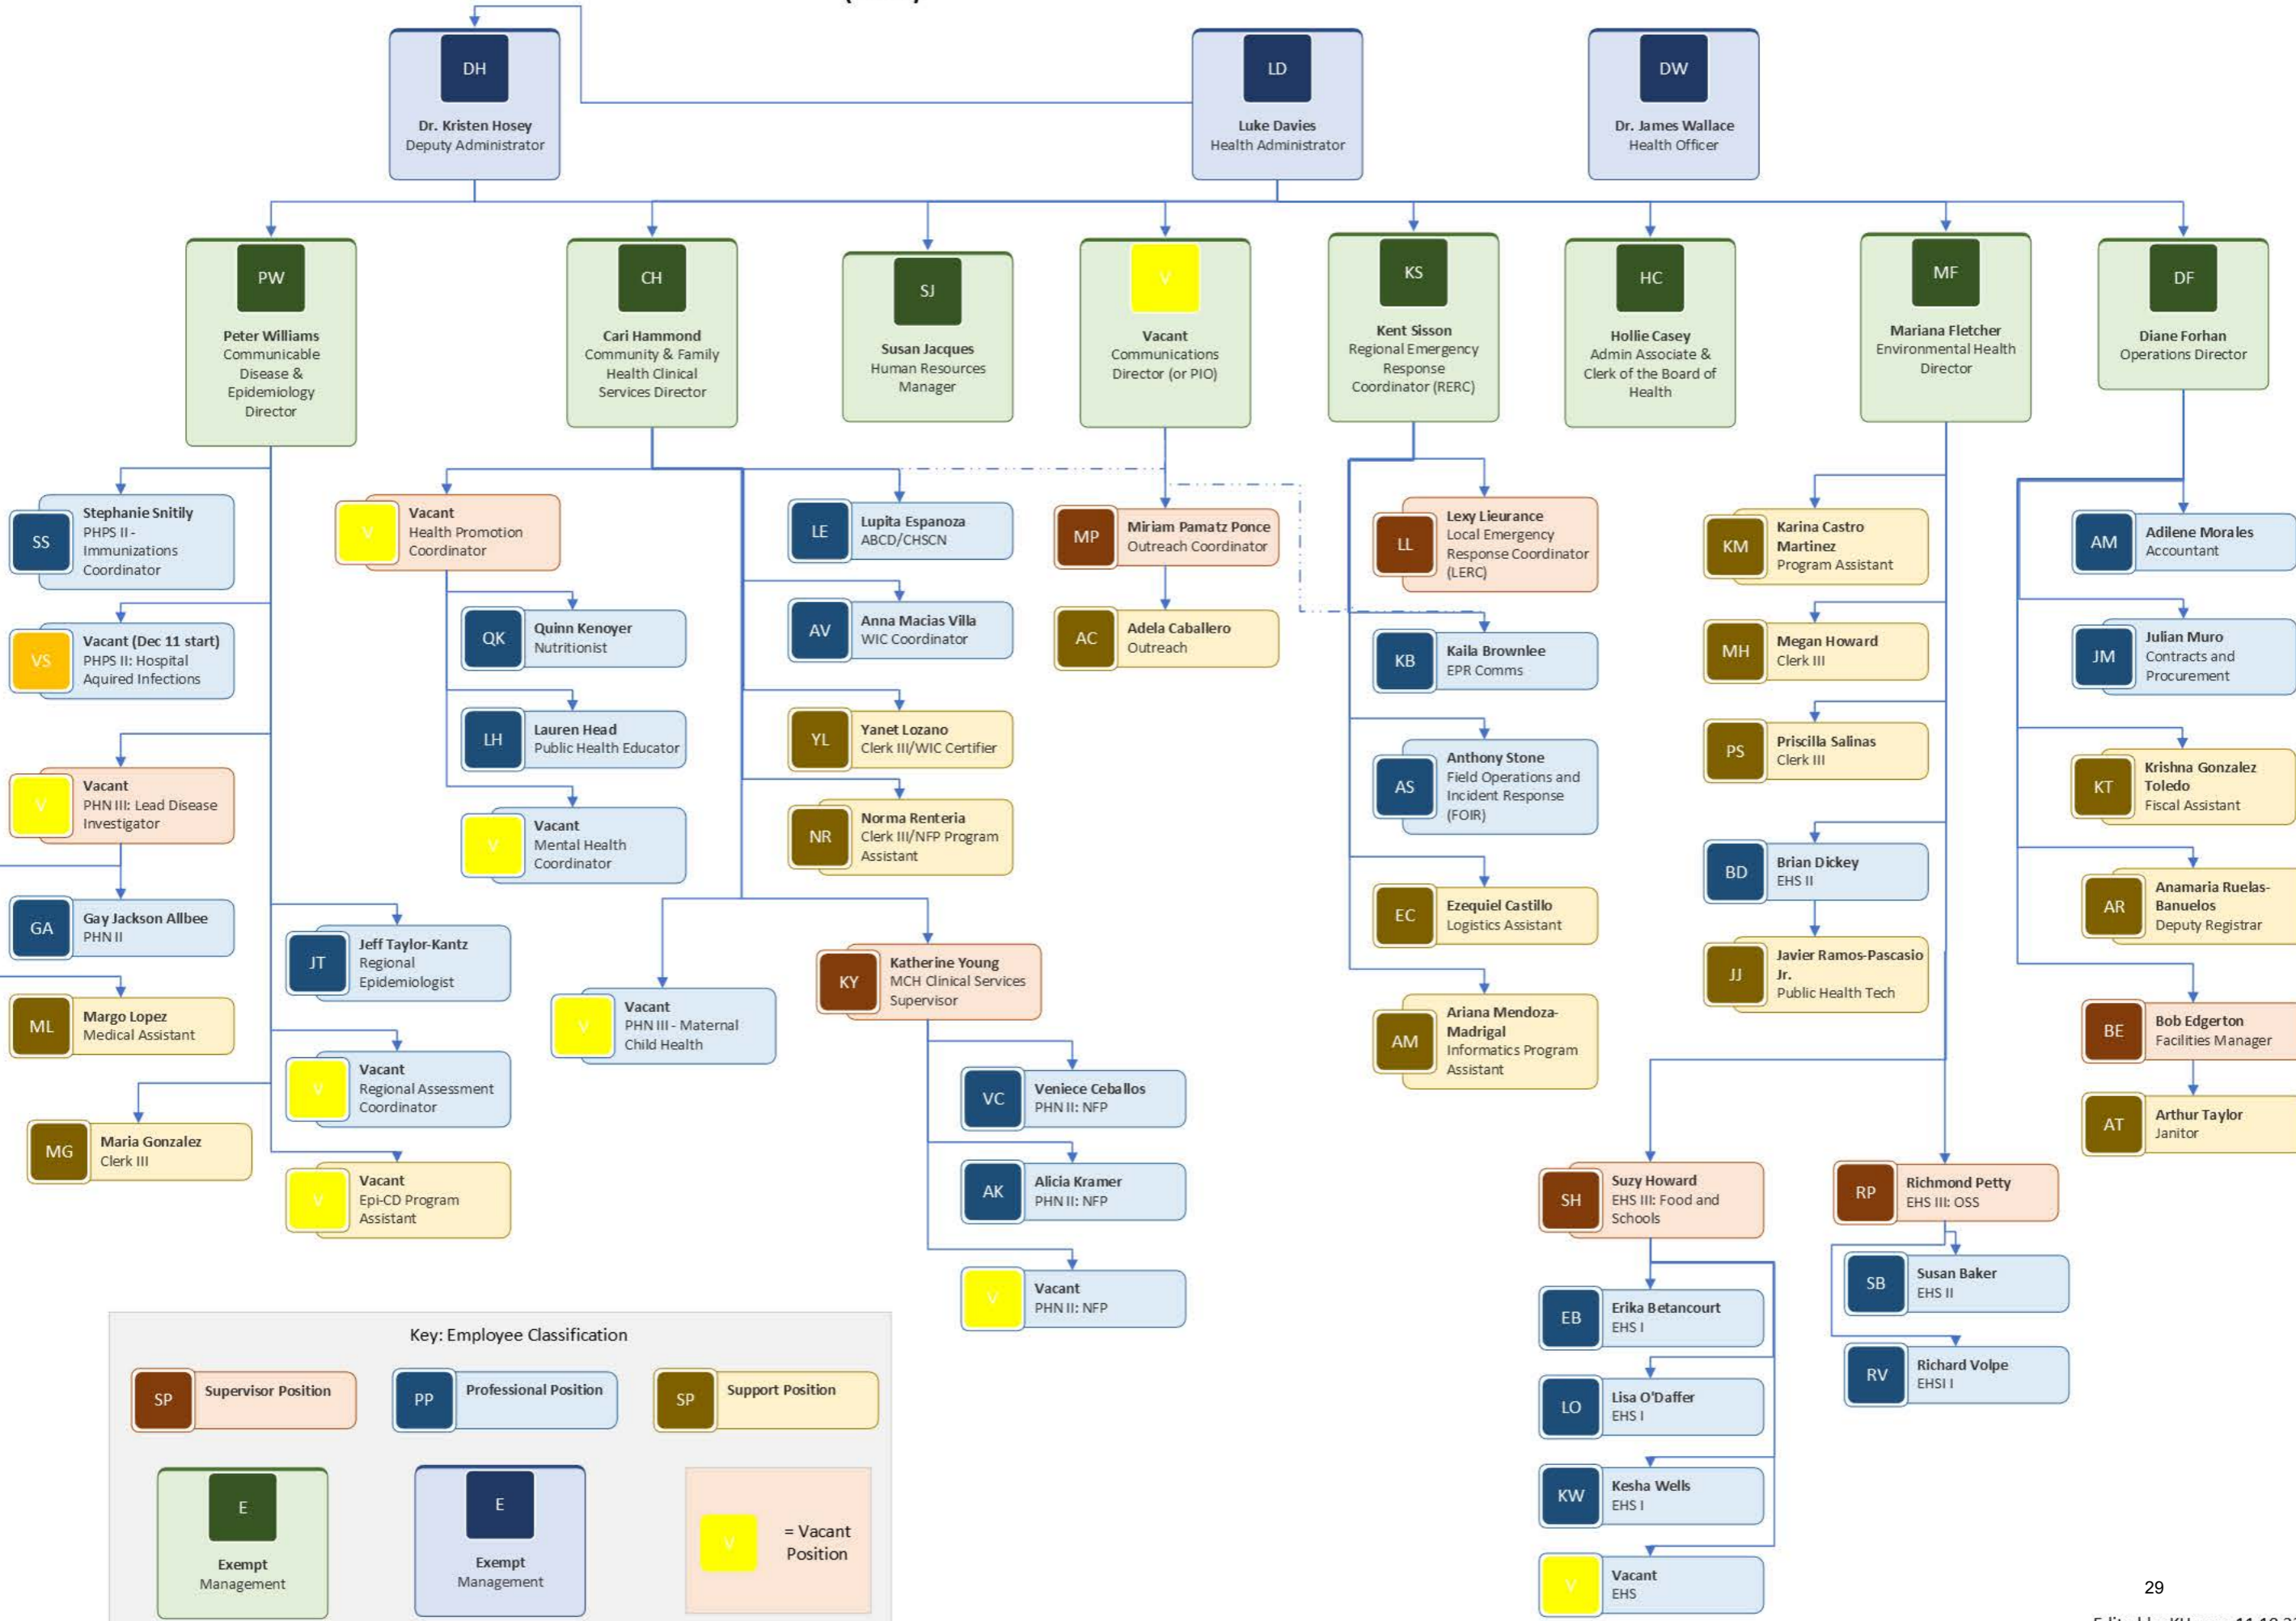 DH
Dr. Kristen Hosey
Deputy Administrator
LD
Luke Davies
Health Administrator
DW
Dr. James Wallace
Health Officer
PW
Peter Williams
Communicable
Disease &
Epidemiology
Director
CH
Cari Hammond
Community & Family
Health Clinical
Services Director
SJ
Susan Jacques
Human Resources
Manager
V
Vacant
Communications
Director (or PIO)
KS
Kent Sisson
Regional Emergency
Response
Coordinator (RERC)
HC
Hollie Casey
Admin Associate &
Clerk of the Board of
Health
MF
Mariana Fletcher
Environmental Health
Director
DF
Diane Forhan
Operations Director
SS
Stephanie Snitily
PHPS II -
Immunizations
Coordinator
VS
Vacant (Dec 11 start)
PHPS II: Hospital
Aquired Infections
V
Vacant
PHN III: Lead Disease
Investigator
GA
Gay Jackson Allbee
PHN II
ML
Margo Lopez
Medical Assistant
MG
Maria Gonzalez
Clerk III
JT
Jeff Taylor-Kantz
Regional
Epidemiologist
V
Vacant
Regional Assessment
Coordinator
V
Vacant
Epi-CD Program
Assistant
V
Vacant
Health Promotion
Coordinator
QK
Quinn Kenoyer
Nutritionist
LH
Lauren Head
Public Health Educator
V
Vacant
Mental Health
Coordinator
LE
Lupita Espanoza
ABCD/CHSCN
AV
Anna Macias Villa
WIC Coordinator
YL
Yanet Lozano
Clerk III/WIC Certifier
NR
Norma Renteria
Clerk III/NFP Program
Assistant
V
Vacant
PHN III - Maternal
Child Health
KY
Katherine Young
MCH Clinical Services
Supervisor
VC
Veniece Ceballos
PHN II: NFP
AK
Alicia Kramer
PHN II: NFP
V
Vacant
PHN II: NFP
MP
Miriam Pamatz Ponce
Outreach Coordinator
AC
Adela Caballero
Outreach
LL
Lexy Lieurance
Local Emergency
Response Coordinator
(LERC)
KB
Kaila Brownlee
EPR Comms
AS
Anthony Stone
Field Operations and
Incident Response
(FOIR)
EC
Ezequiel Castillo
Logistics Assistant
AM
Ariana Mendoza-
Madrigal
Informatics Program
Assistant
KM
Karina Castro
Martinez
Program Assistant
MH
Megan Howard
Clerk III
PS
Priscilla Salinas
Clerk III
BD
Brian Dickey
EHS II
JJ
Javier Ramos-Pascasio
Jr.
Public Health Tech
SH
Suzy Howard
EHS III: Food and
Schools
EB
Erika Betancourt
EHS I
LO
Lisa O'Daffer
EHS I
KW
Kesha Wells
EHS I
V
Vacant
EHS
RP
Richmond Petty
EHS III: OSS
SB
Susan Baker
EHS II
RV
Richard Volpe
EHSI I
AM
Adilene Morales
Accountant
JM
Julian Muro
Contracts and
Procurement
KT
Krishna Gonzalez
Toledo
Fiscal Assistant
AR
Anamaria Ruelas-
Banuelos
Deputy Registrar
BE
Bob Edgerton
Facilities Manager
AT
Arthur Taylor
Janitor
Key: Employee Classification
SP
Supervisor Position
PP
Professional Position
SP
Support Position
E
Exempt
Management
E
Exempt
Management
V
= Vacant
Position
29